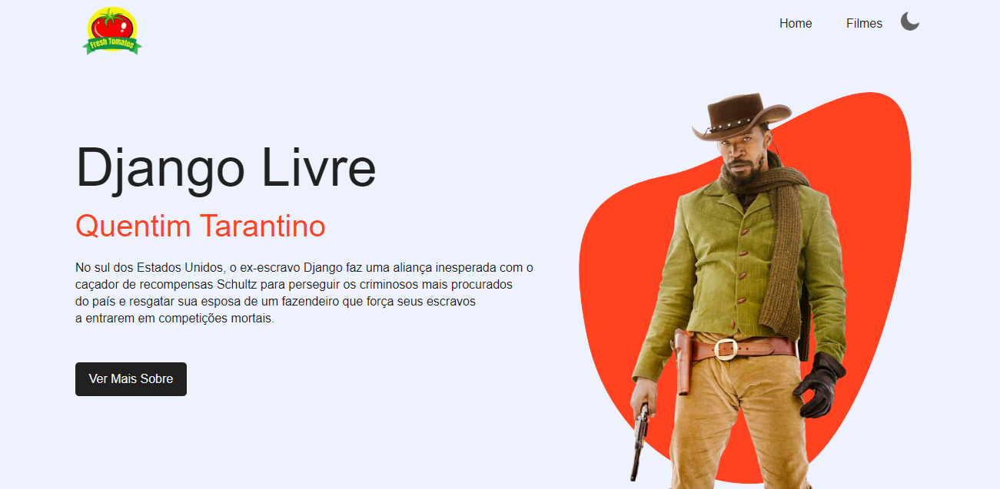 Fresh Tomatos
Home
Filmes
Django Livre
Quentim Tarantino
No sul dos Estados Unidos, o ex-escravo Django faz uma aliança inesperada com o
caçador de recompensas Schultz para perseguir os criminosos mais procurados
do país e resgatar sua esposa de um fazendeiro que força seus escravos
a entrarem em competições mortais.
Ver Mais Sobre